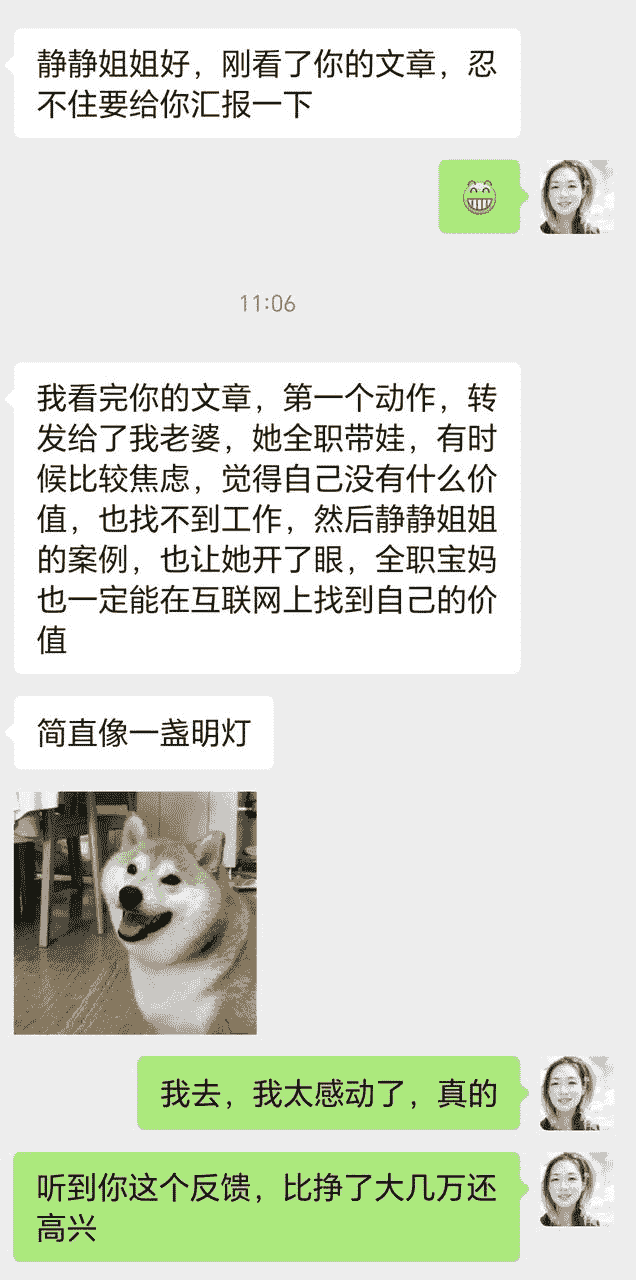 静静姐姐好，刚看了你的文章，忍
不住要给你汇报一下
11:06
我看完你的文章，第一个动作，转
发给了我老婆，她全职带娃，有时
候比较焦虑，觉得自己没有什么价
值，也找不到工作，然后静静姐姐
的案例，也让她开了眼，全职宝妈
也一定能在互联网上找到自己的价
值
简直像一盏明灯
我去，我太感动了，真的
听到你这个反馈，比挣了大几万还
高兴